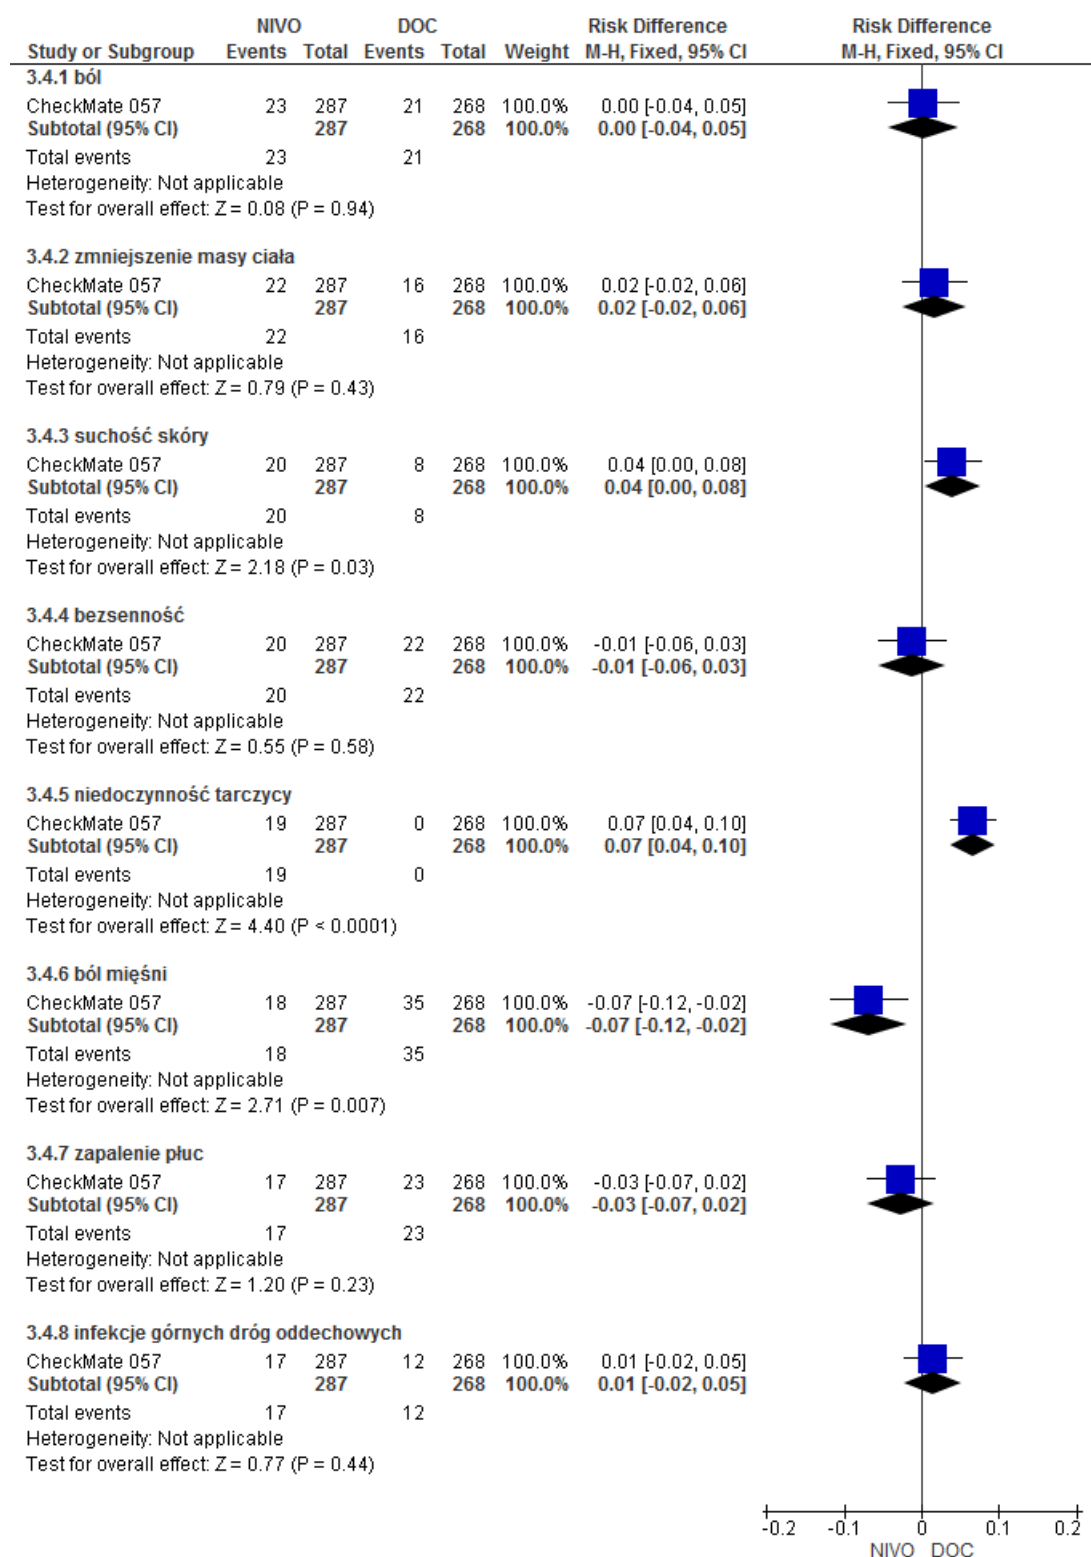 NIVO DOC Risk Difference Risk Difference
Study or Subgroup Events Total Events Total Weight M-H, Fixed, 95% CI M-H, Fixed, 95% CI
3.4.1 ból
CheckMate 057 23 287 21 268 100.0% 0.00 [-0.04, 0.05]
Subtotal (95% CI) 287 268 100.0% 0.00 [-0.04, 0.05]
Total events 23 21
Heterogeneity: Not applicable
Test for overall effect: Z = 0.08 (P = 0.94)
3.4.2 zmniejszenie masy ciała
CheckMate 057 22 287 16 268 100.0% 0.02 [-0.02, 0.06]
Subtotal (95% CI) 287 268 100.0% 0.02 [-0.02, 0.06]
Total events 22 16
Heterogeneity: Not applicable
Test for overall effect: Z = 0.79 (P = 0.43)
3.4.3 suchość skóry
CheckMate 057 20 287 8 268 100.0% 0.04 [0.00, 0.08]
Subtotal (95% CI) 287 268 100.0% 0.04 [0.00, 0.08]
Total events 20 8
Heterogeneity: Not applicable
Test for overall effect: Z = 2.18 (P = 0.03)
3.4.4 bezsenność
CheckMate 057 20 287 22 268 100.0% -0.01 [-0.06, 0.03]
Subtotal (95% CI) 287 268 100.0% -0.01 [-0.06, 0.03]
Total events 20 22
Heterogeneity: Not applicable
Test for overall effect: Z = 0.55 (P = 0.58)
3.4.5 niedoczynność tarczycy
CheckMate 057 19 287 0 268 100.0% 0.07 [0.04, 0.10]
Subtotal (95% CI) 287 268 100.0% 0.07 [0.04, 0.10]
Total events 19 0
Heterogeneity: Not applicable
Test for overall effect: Z = 4.40 (P < 0.0001)
3.4.6 ból mięśni
CheckMate 057 18 287 35 268 100.0% -0.07 [-0.12, -0.02]
Subtotal (95% CI) 287 268 100.0% -0.07 [-0.12, -0.02]
Total events 18 35
Heterogeneity: Not applicable
Test for overall effect: Z = 2.71 (P = 0.007)
3.4.7 zapalenie płuc
CheckMate 057 17 287 23 268 100.0% -0.03 [-0.07, 0.02]
Subtotal (95% CI) 287 268 100.0% -0.03 [-0.07, 0.02]
Total events 17 23
Heterogeneity: Not applicable
Test for overall effect: Z = 1.20 (P = 0.23)
3.4.8 infekcje górnych dróg oddechowych
CheckMate 057 17 287 12 268 100.0% 0.01 [-0.02, 0.05]
Subtotal (95% CI) 287 268 100.0% 0.01 [-0.02, 0.05]
Total events 17 12
Heterogeneity: Not applicable
Test for overall effect: Z = 0.77 (P = 0.44)
-0.2 -0.1 0 0.1 0.2
NIVO DOC